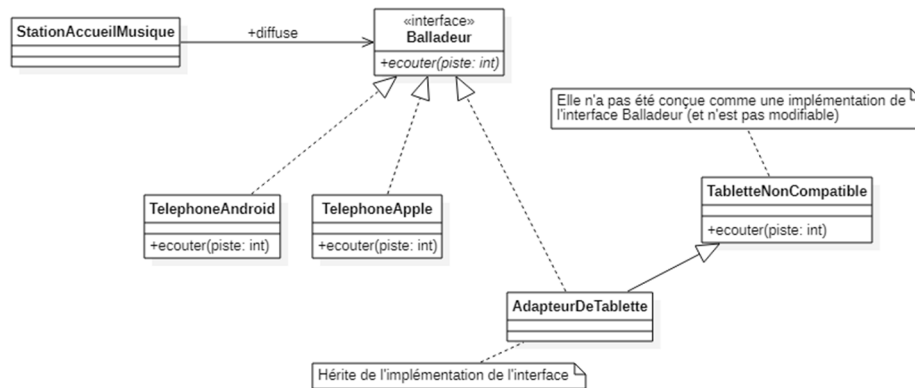 StationAccueilMusique
+diffuse
«interface»
Balladeur
+ecouter(piste: int)
Elle n'a pas été conçue comme une implémentation de
l'interface Balladeur (et n'est pas modifiable)
TelephoneAndroid
+ecouter(piste: int)
TelephoneApple
+ecouter(piste: int)
TabletteNonCompatible
+ecouter(piste: int)
AdapteurDeTablette
Hérite de l'implémentation de l'interface